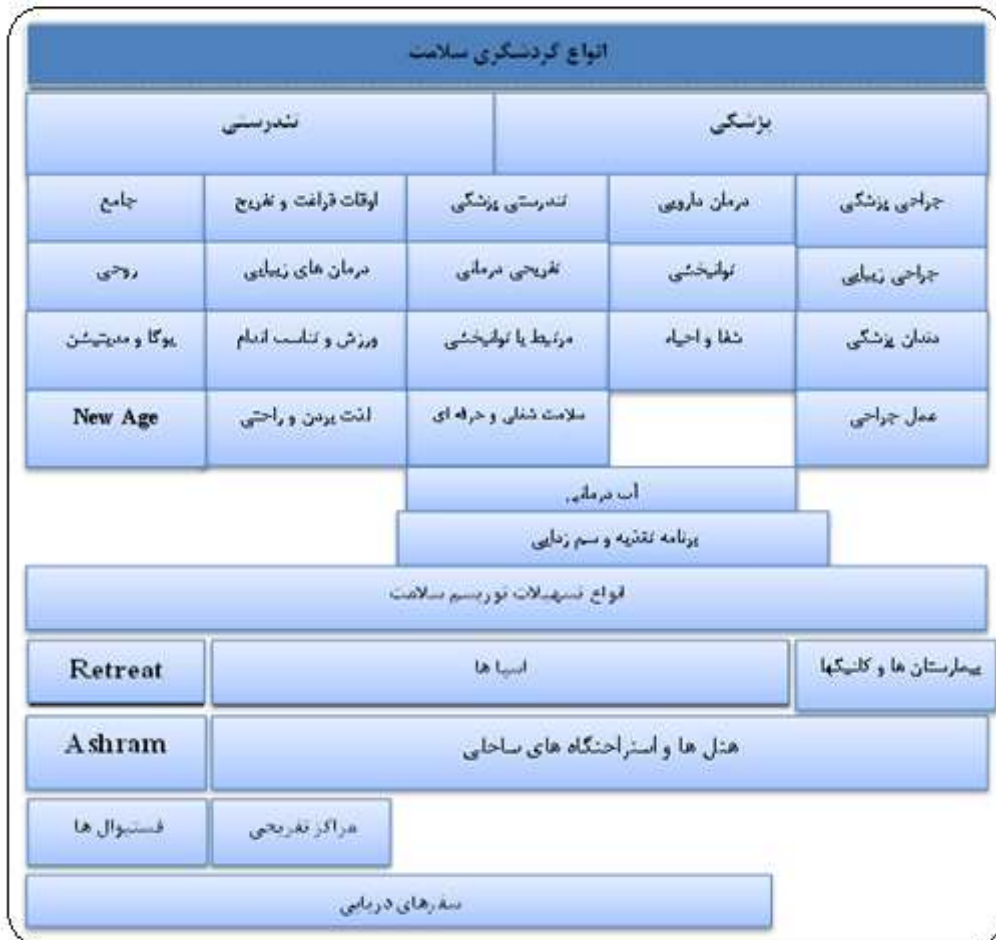 انواع گردشگری سلامت
پزشکی
تندرستی
جراحی پزشکی
درمان دارویی
تندرستی پزشکی
اوقات فراغت و تفریح
جامع
جراحی زیبایی
توانبخشی
تفریحی درمانی
درمان های زیبایی
روحی
دندان پزشکی
شفا و احیاء
مرتبط با توانبخشی
ورزش و تناسب اندام
یوگا و مدیتیشن
عمل جراحی
سلامت شغلی و حرفه ای
لذت بردن و راحتی
New Age
آب درمانی
برنامه تغذیه و سم زدایی
انواع تسهیلات توریسم سلامت
بیمارستان ها و کلنیکها
اسپا ها
Retreat
هتل ها و استراحتگاه های ساحلی
Ashram
مراکز تفریحی
فستیوال ها
سفرهای دریایی